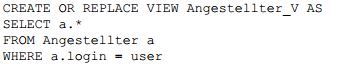 CREATE OR REPLACE VIEW Angestellter_V AS
SELECT a.*
FROM Angestellter a
WHERE a.login = user